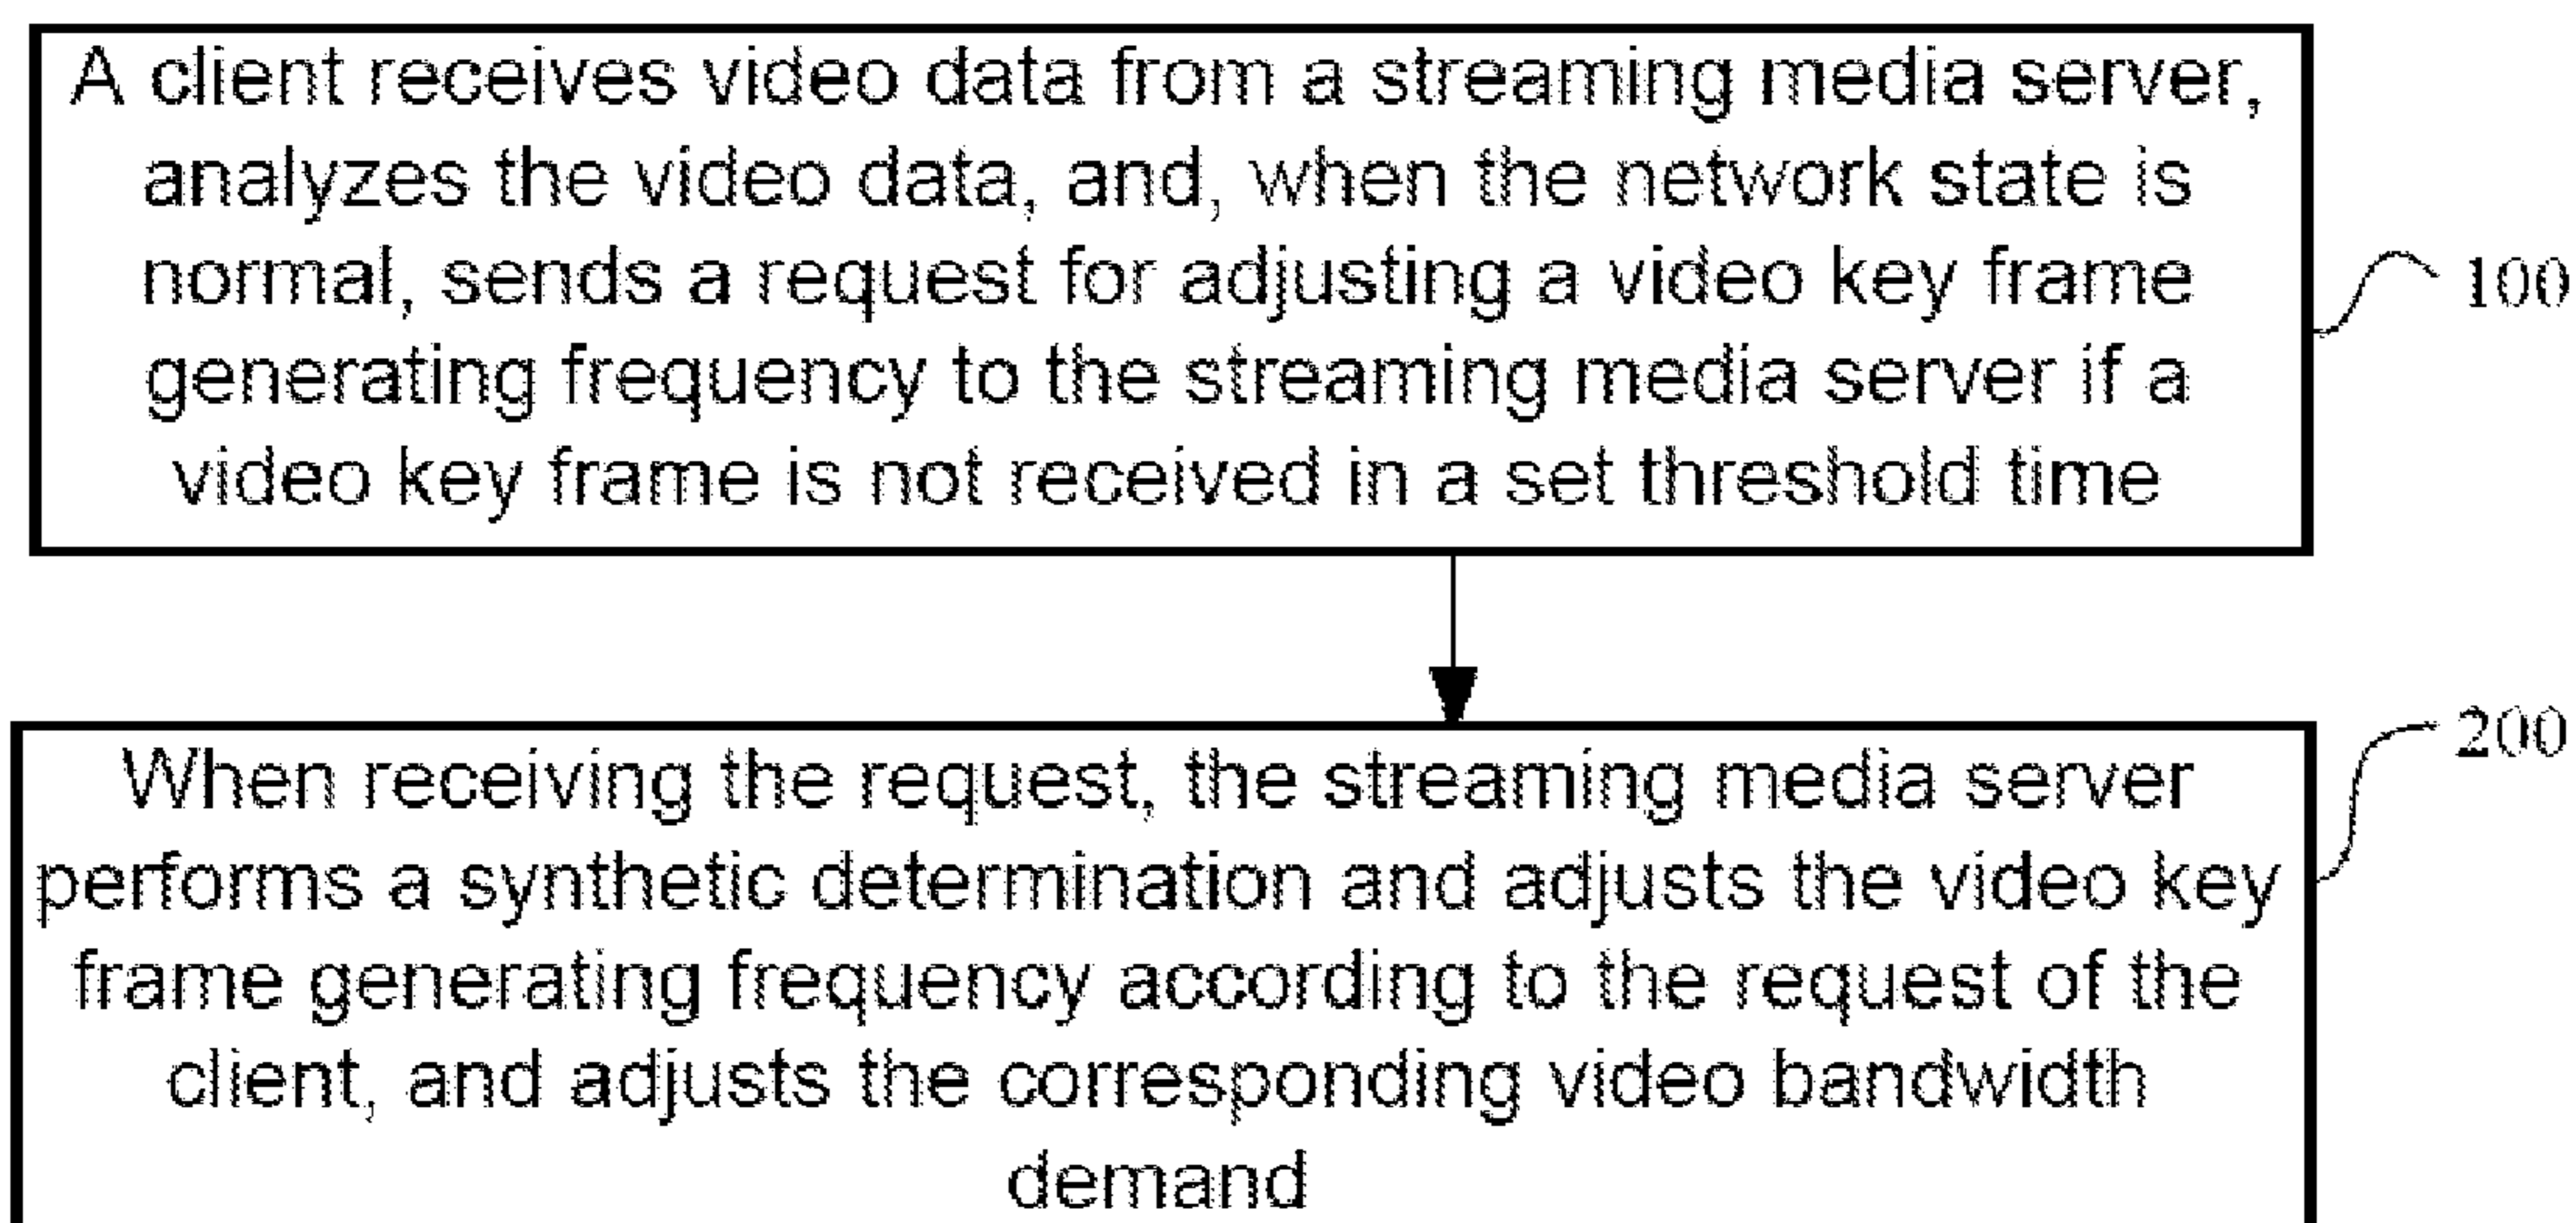 A client receives video data from a streaming media server,
analyzes the video data, and, when the network state is
normal, sends a request for adjusting a video key frame
generating frequency to the streaming media server if a
video key frame is not received in a set threshold time
100
200
When receiving the request, the streaming media server
performs a synthetic determination and adjusts the video key
frame generating frequency according to the request of the
client, and adjusts the corresponding video bandwidth
demand